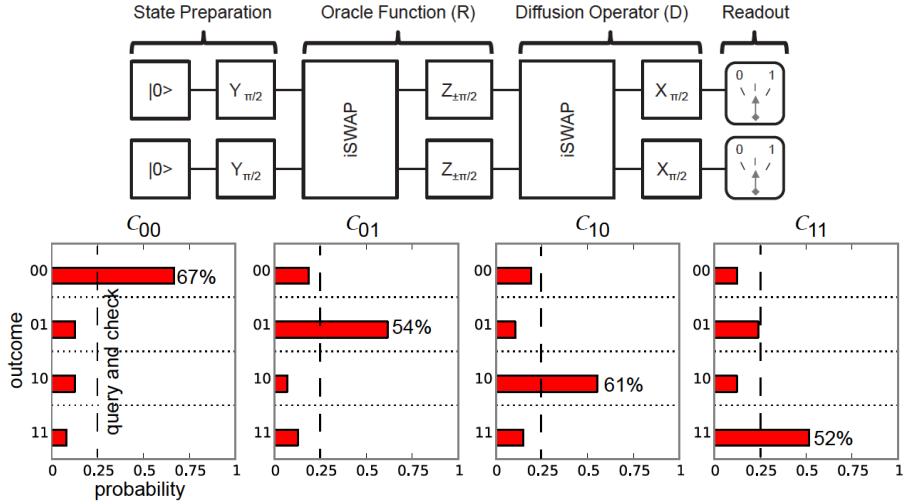 State Preparation Oracle Function (R) Diffusion Operator (D) Readout
|0> Y π/2 iSWAP Z ±π/2 iSWAP X π/2 0 1
|0> Y π/2 Z ±π/2 X π/2 0 1
C00 C01 C10 C11
outcome
00 67% 00 00 00
01 01 54% 01 01
10 10 10 61% 10
11 11 11 11 52%
query and check
0 0.25 0.5 0.75 1 0 0.25 0.5 0.75 1 0 0.25 0.5 0.75 1 0 0.25 0.5 0.75 1
probability